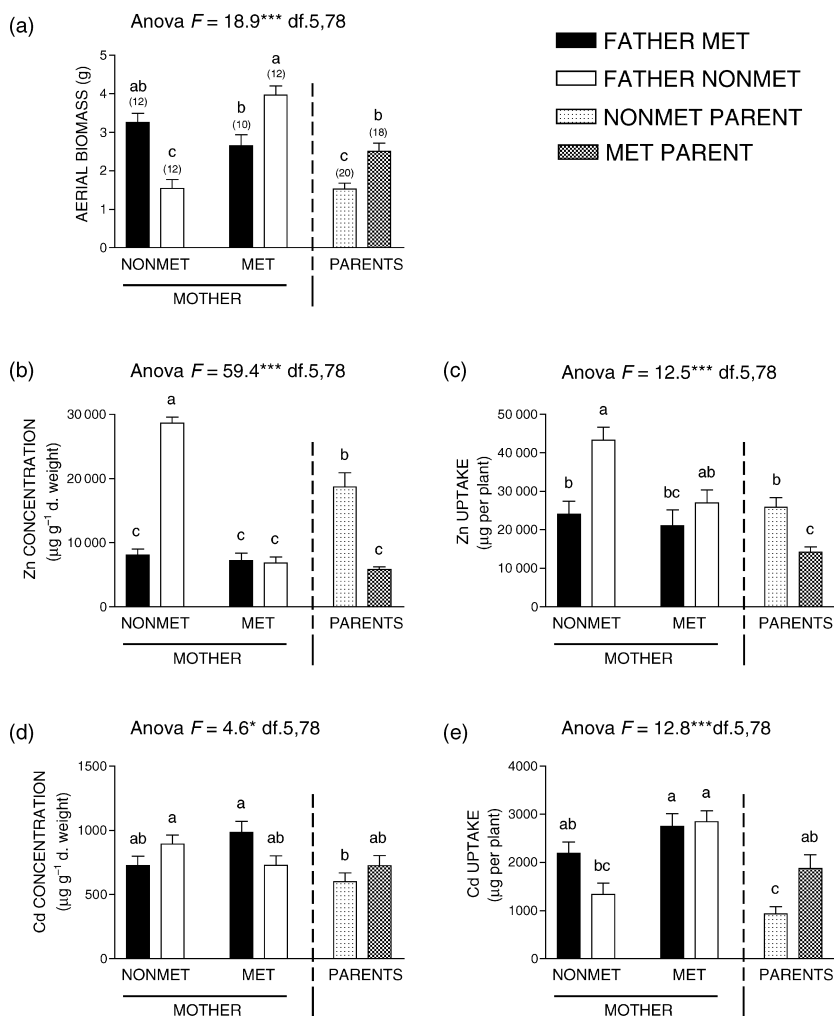 (a)
Anova F = 18.9*** df.5,78
AERIAL BIOMASS (g)
5
4
3
2
1
0
ab
(12)
c
(12)
b
(10)
a
(12)
c
(20)
b
(18)
NONMET MET PARENTS
MOTHER
FATHER MET
FATHER NONMET
NONMET PARENT
MET PARENT
(b)
Anova F = 59.4*** df.5,78
Zn CONCENTRATION
(µg g⁻¹ d. weight)
30 000
20 000
10 000
0
c
a
c
c
b
c
NONMET MET PARENTS
MOTHER
(c)
Anova F = 12.5*** df.5,78
Zn UPTAKE
(µg per plant)
50 000
40 000
30 000
20 000
10 000
0
b
a
bc
ab
b
c
NONMET MET PARENTS
MOTHER
(d)
Anova F = 4.6* df.5,78
Cd CONCENTRATION
(µg g⁻¹ d. weight)
1500
1000
500
0
ab
a
a
ab
b
ab
NONMET MET PARENTS
MOTHER
(e)
Anova F = 12.8***df.5,78
Cd UPTAKE
(µg per plant)
4000
3000
2000
1000
0
ab
bc
a
a
c
ab
NONMET MET PARENTS
MOTHER